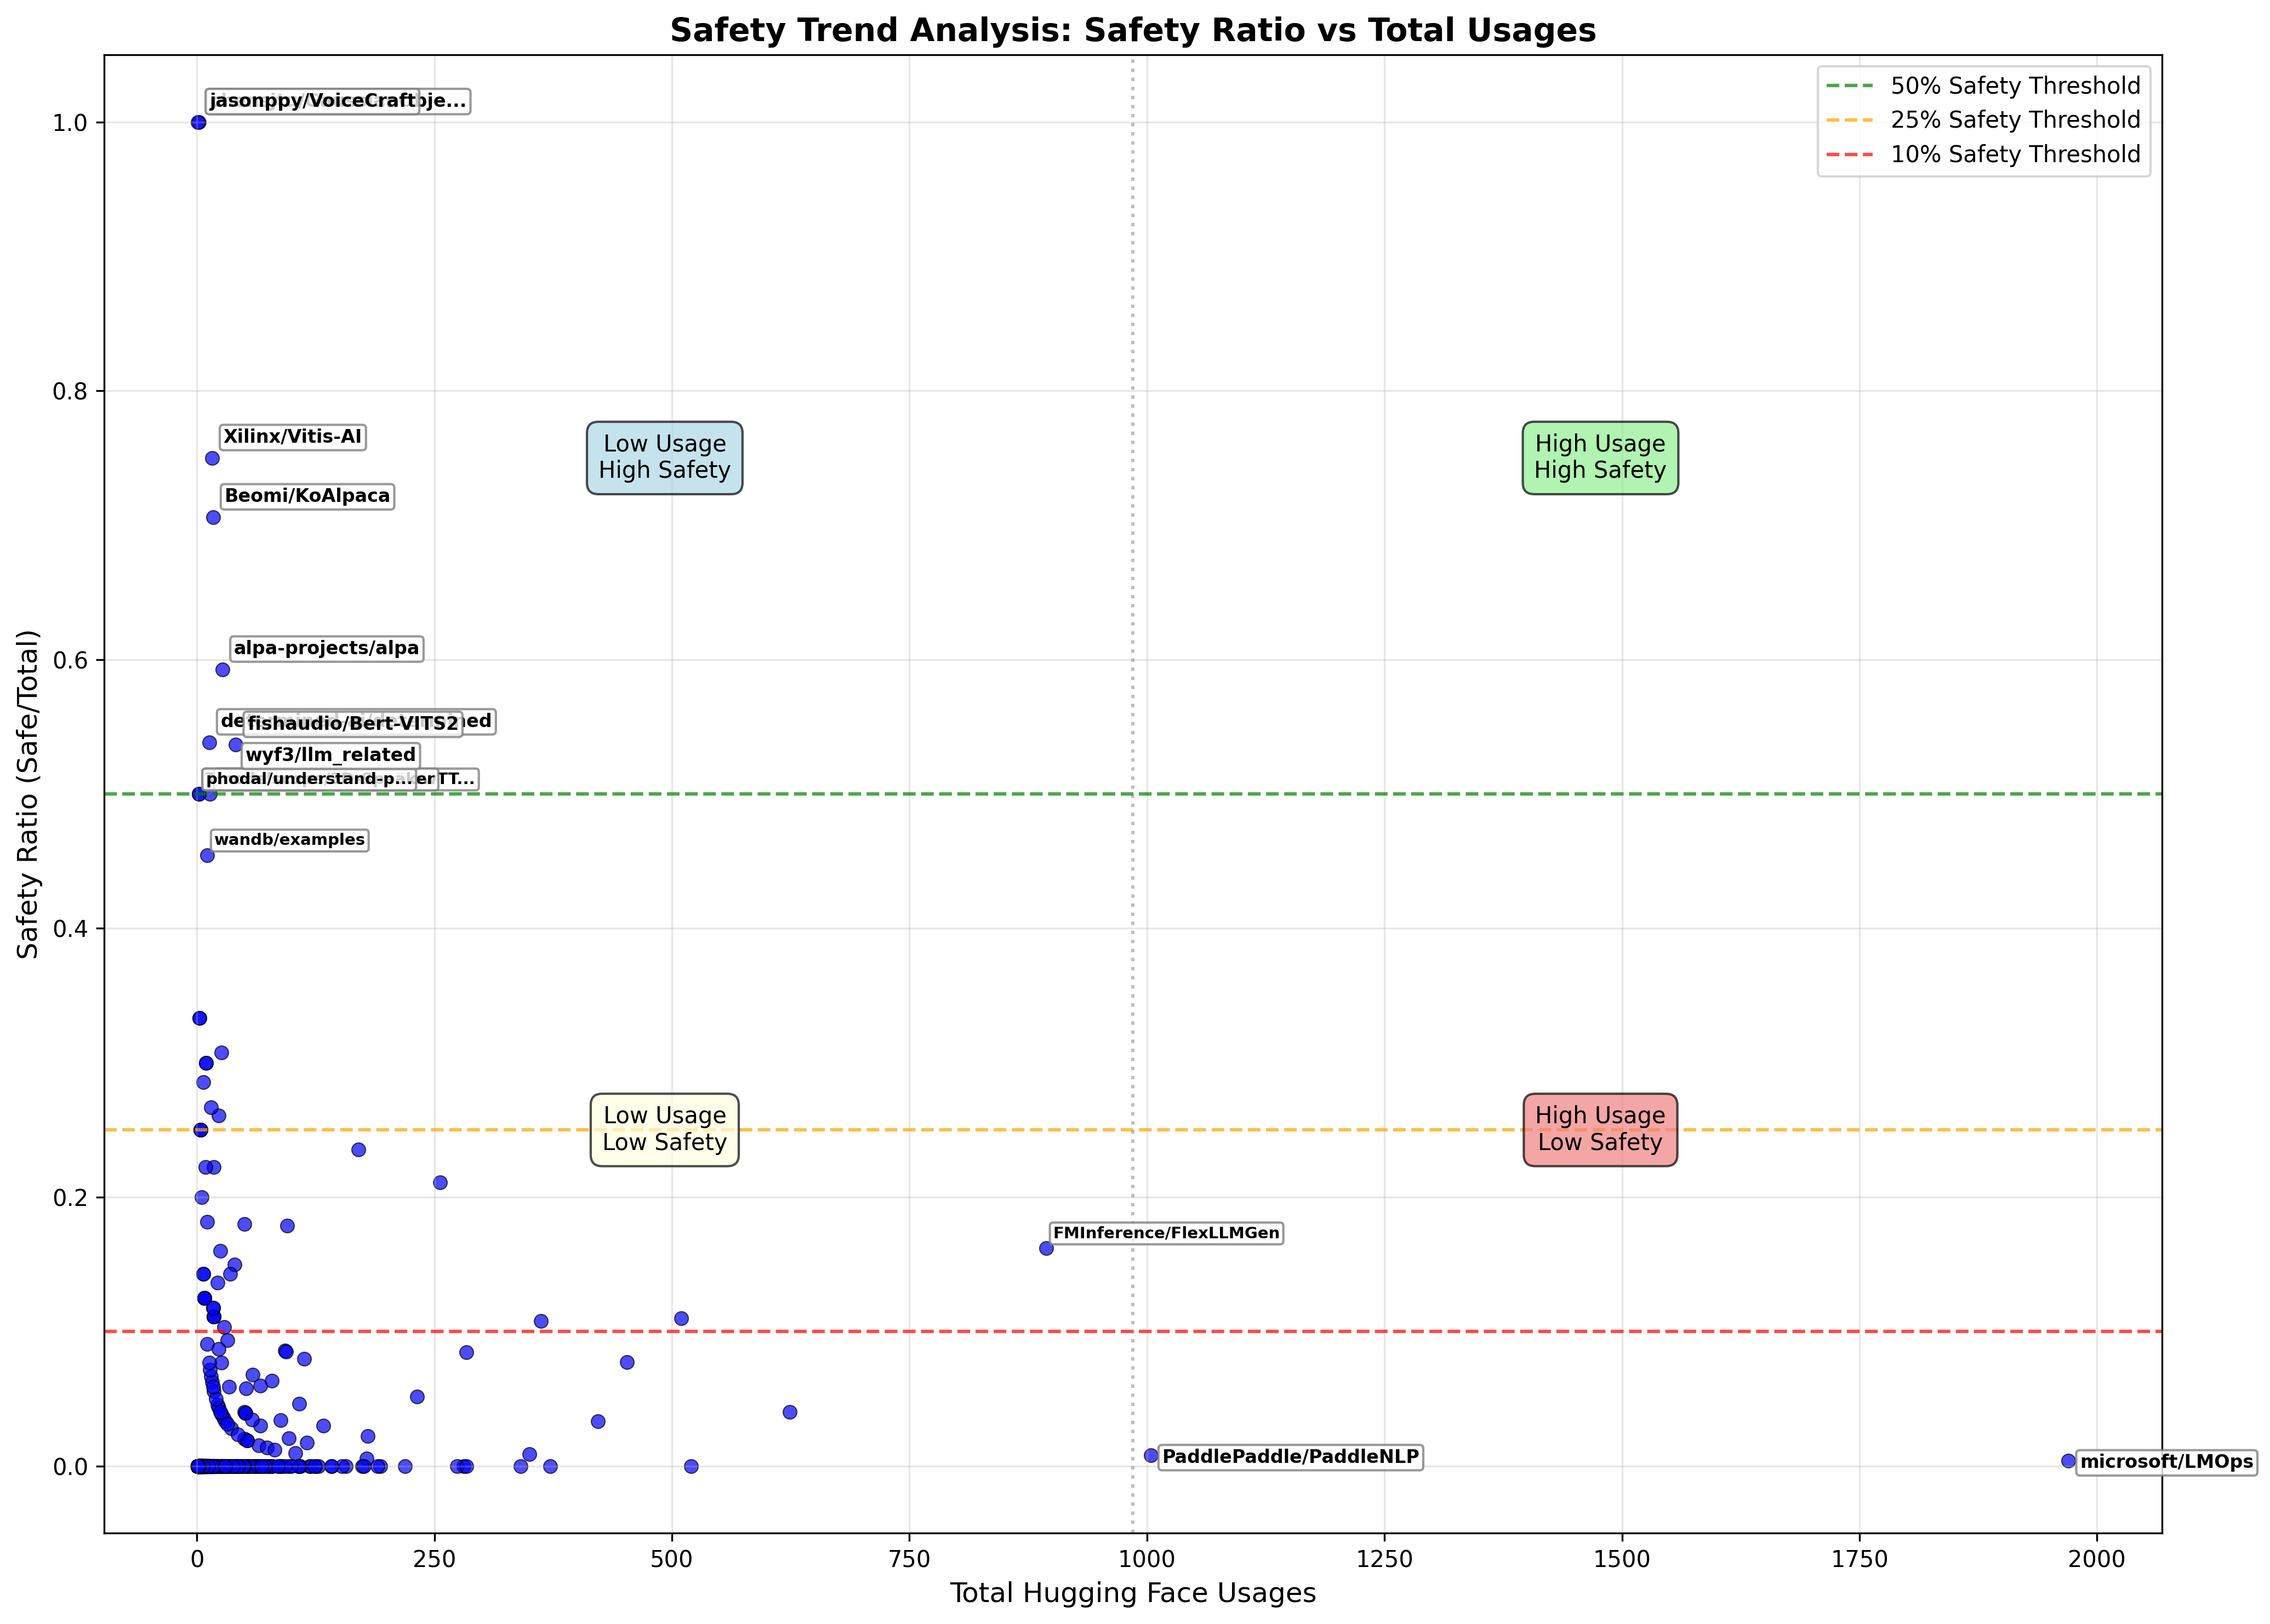 Safety Trend Analysis: Safety Ratio vs Total Usages
50% Safety Threshold
25% Safety Threshold
10% Safety Threshold
jasonppy/VoiceCraft
je...
Xilinx/Vitis-AI
Beomi/KoAlpaca
Low Usage
High Safety
High Usage
High Safety
alpa-projects/alpa
fishaudio/Bert-VITS2
wyf3/llm_related
phodal/understand-p...
TT...
wandb/examples
Low Usage
Low Safety
High Usage
Low Safety
FMInference/FlexLLMGen
PaddlePaddle/PaddleNLP
microsoft/LMOps
Safety Ratio (Safe/Total)
1.0
0.8
0.6
0.4
0.2
0.0
0
250
500
750
1000
1250
1500
1750
2000
Total Hugging Face Usages